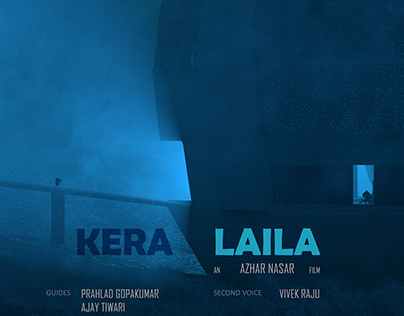 KERA LAILA
AN AZHAR NASAR FILM
GUIDES PRAHLAD GOPAKUMAR SECOND VOICE VIVEK RAJU
AJAY TIWARI